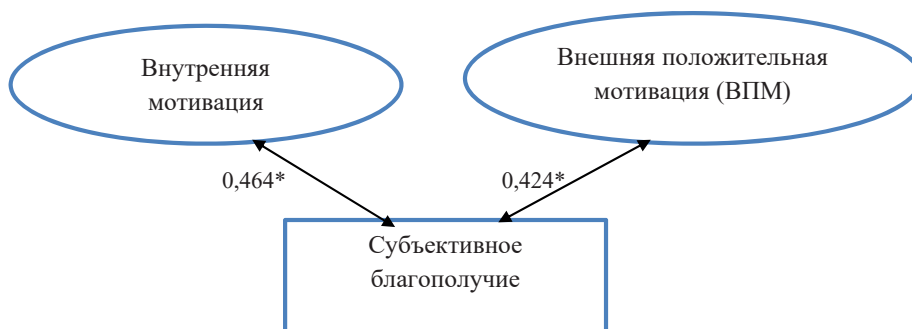 Внутренняя
мотивация
Внешняя положительная
мотивация (ВПМ)
0,464*
0,424*
Субъективное
благополучие